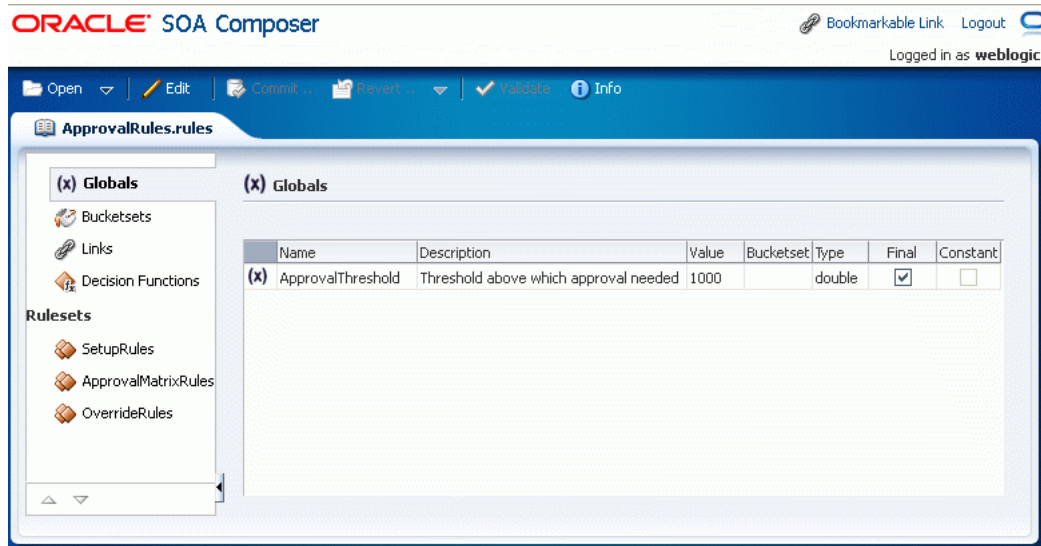 ORACLE SOA Composer
Bookmarkable Link Logout
Logged in as weblogic
Open Edit Commit .. Revert .. Validate Info
ApprovalRules.rules
(x) Globals
Bucketsets
Links
Decision Functions
Rulesets
SetupRules
ApprovalMatrixRules
OverrideRules
(x) Globals
Name Description Value Bucketset Type Final Constant
(x) ApprovalThreshold Threshold above which approval needed 1000 double